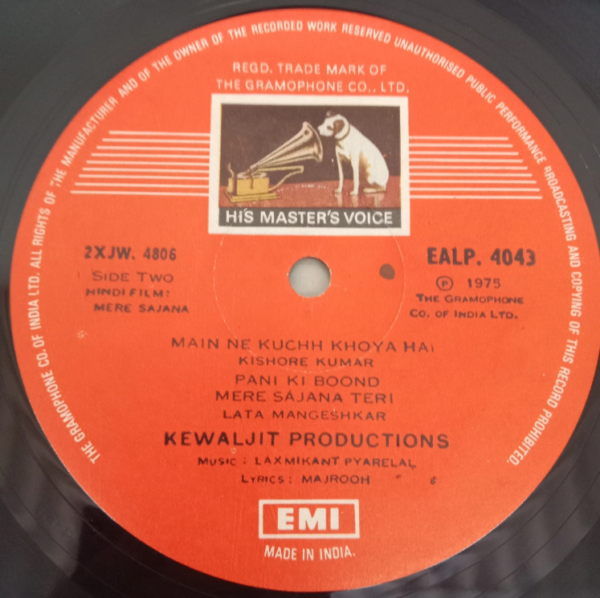 THE GRAMOPHONE CO. OF INDIA LTD. ALL RIGHTS OF THE MANUFACTURER AND OF THE OWNER OF THE RECORDED WORK RESERVED UNAUTHORISED PUBLIC PERFORMANCE BROADCASTING AND COPYING OF THIS RECORD PROHIBITED.
REGD. TRADE MARK OF
THE GRAMOPHONE CO., LTD.
HIS MASTER'S VOICE
2XJW. 4806
SIDE TWO
HINDI FILM:
MERE SAJANA
EALP. 4043
℗ 1975
THE GRAMOPHONE
CO. OF INDIA LTD.
MAIN NE KUCHH KHOYA HAI
KISHORE KUMAR
PANI KI BOOND
MERE SAJANA TERI
LATA MANGESHKAR
KEWALJIT PRODUCTIONS
MUSIC : LAXMIKANT PYARELAL
LYRICS : MAJROOH
EMI
MADE IN INDIA.